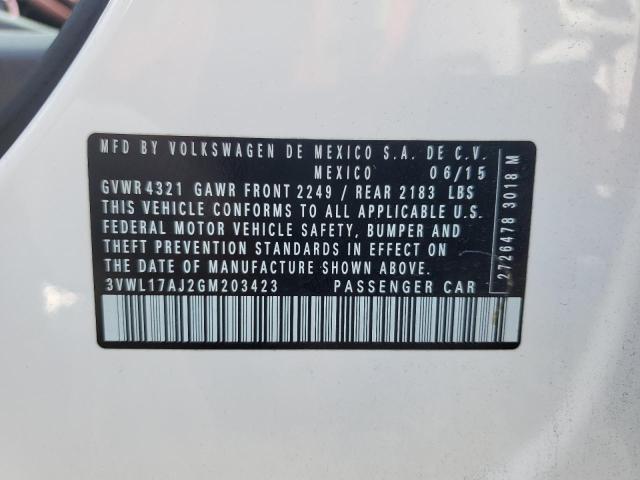 MFD BY VOLKSWAGEN DE MEXICO S.A. DE C.V.
MEXICO 06/15
GVWR 4321 GAWR FRONT 2249 / REAR 2183 LBS
THIS VEHICLE CONFORMS TO ALL APPLICABLE U.S.
FEDERAL MOTOR VEHICLE SAFETY, BUMPER AND
THEFT PREVENTION STANDARDS IN EFFECT ON
THE DATE OF MANUFACTURE SHOWN ABOVE.
3VWL17AJ2GM203423 PASSENGER CAR
2726478 3018 M